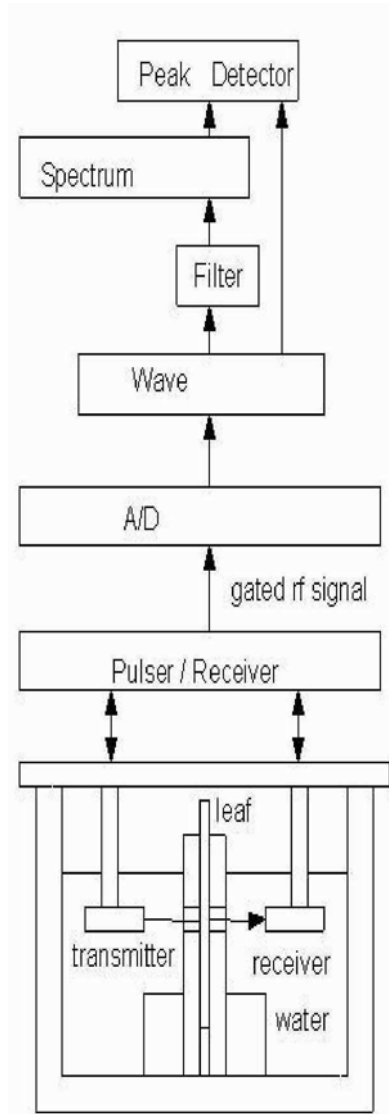 Peak Detector
Spectrum
Filter
Wave
A/D
gated rf signal
Pulser / Receiver
leaf
transmitter
receiver
water